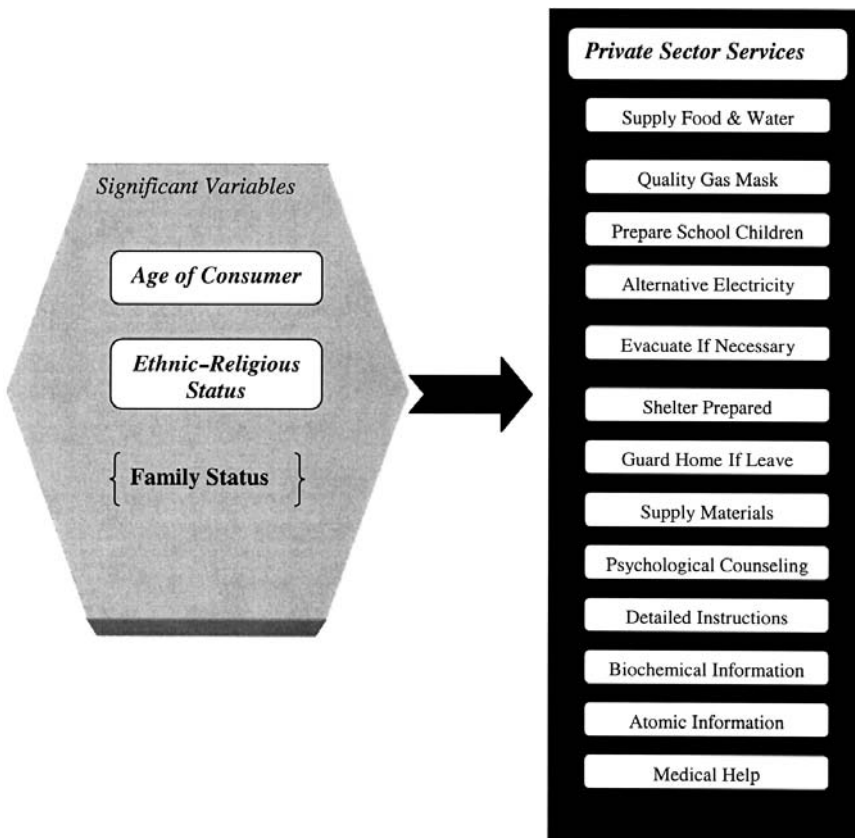 Significant Variables
Age of Consumer
Ethnic–Religious
Status
{ Family Status }
Private Sector Services
Supply Food & Water
Quality Gas Mask
Prepare School Children
Alternative Electricity
Evacuate If Necessary
Shelter Prepared
Guard Home If Leave
Supply Materials
Psychological Counseling
Detailed Instructions
Biochemical Information
Atomic Information
Medical Help